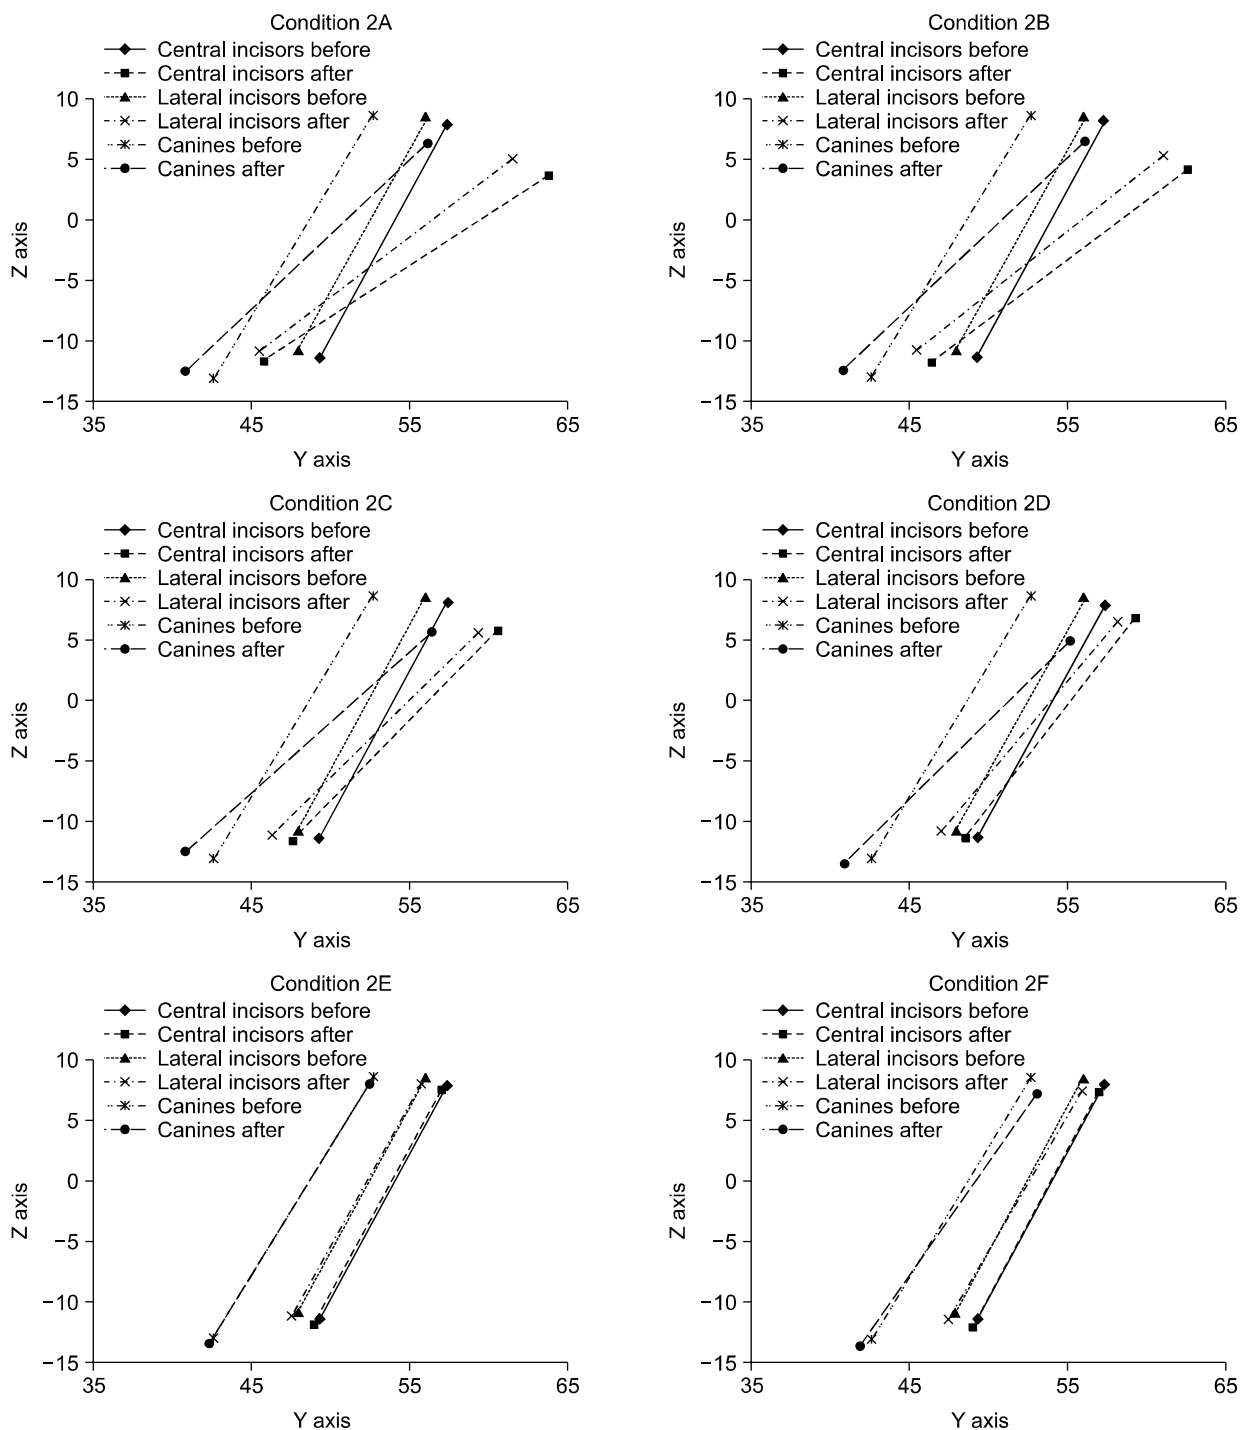 Condition 2A
Central incisors before
Central incisors after
Lateral incisors before
Lateral incisors after
Canines before
Canines after
10
5
0
−5
−10
−15
35
45
55
65
Z axis
Y axis
Condition 2B
Central incisors before
Central incisors after
Lateral incisors before
Lateral incisors after
Canines before
Canines after
10
5
0
−5
−10
−15
35
45
55
65
Z axis
Y axis
Condition 2C
Central incisors before
Central incisors after
Lateral incisors before
Lateral incisors after
Canines before
Canines after
10
5
0
−5
−10
−15
35
45
55
65
Z axis
Y axis
Condition 2D
Central incisors before
Central incisors after
Lateral incisors before
Lateral incisors after
Canines before
Canines after
10
5
0
−5
−10
−15
35
45
55
65
Z axis
Y axis
Condition 2E
Central incisors before
Central incisors after
Lateral incisors before
Lateral incisors after
Canines before
Canines after
10
5
0
−5
−10
−15
35
45
55
65
Z axis
Y axis
Condition 2F
Central incisors before
Central incisors after
Lateral incisors before
Lateral incisors after
Canines before
Canines after
10
5
0
−5
−10
−15
35
45
55
65
Z axis
Y axis